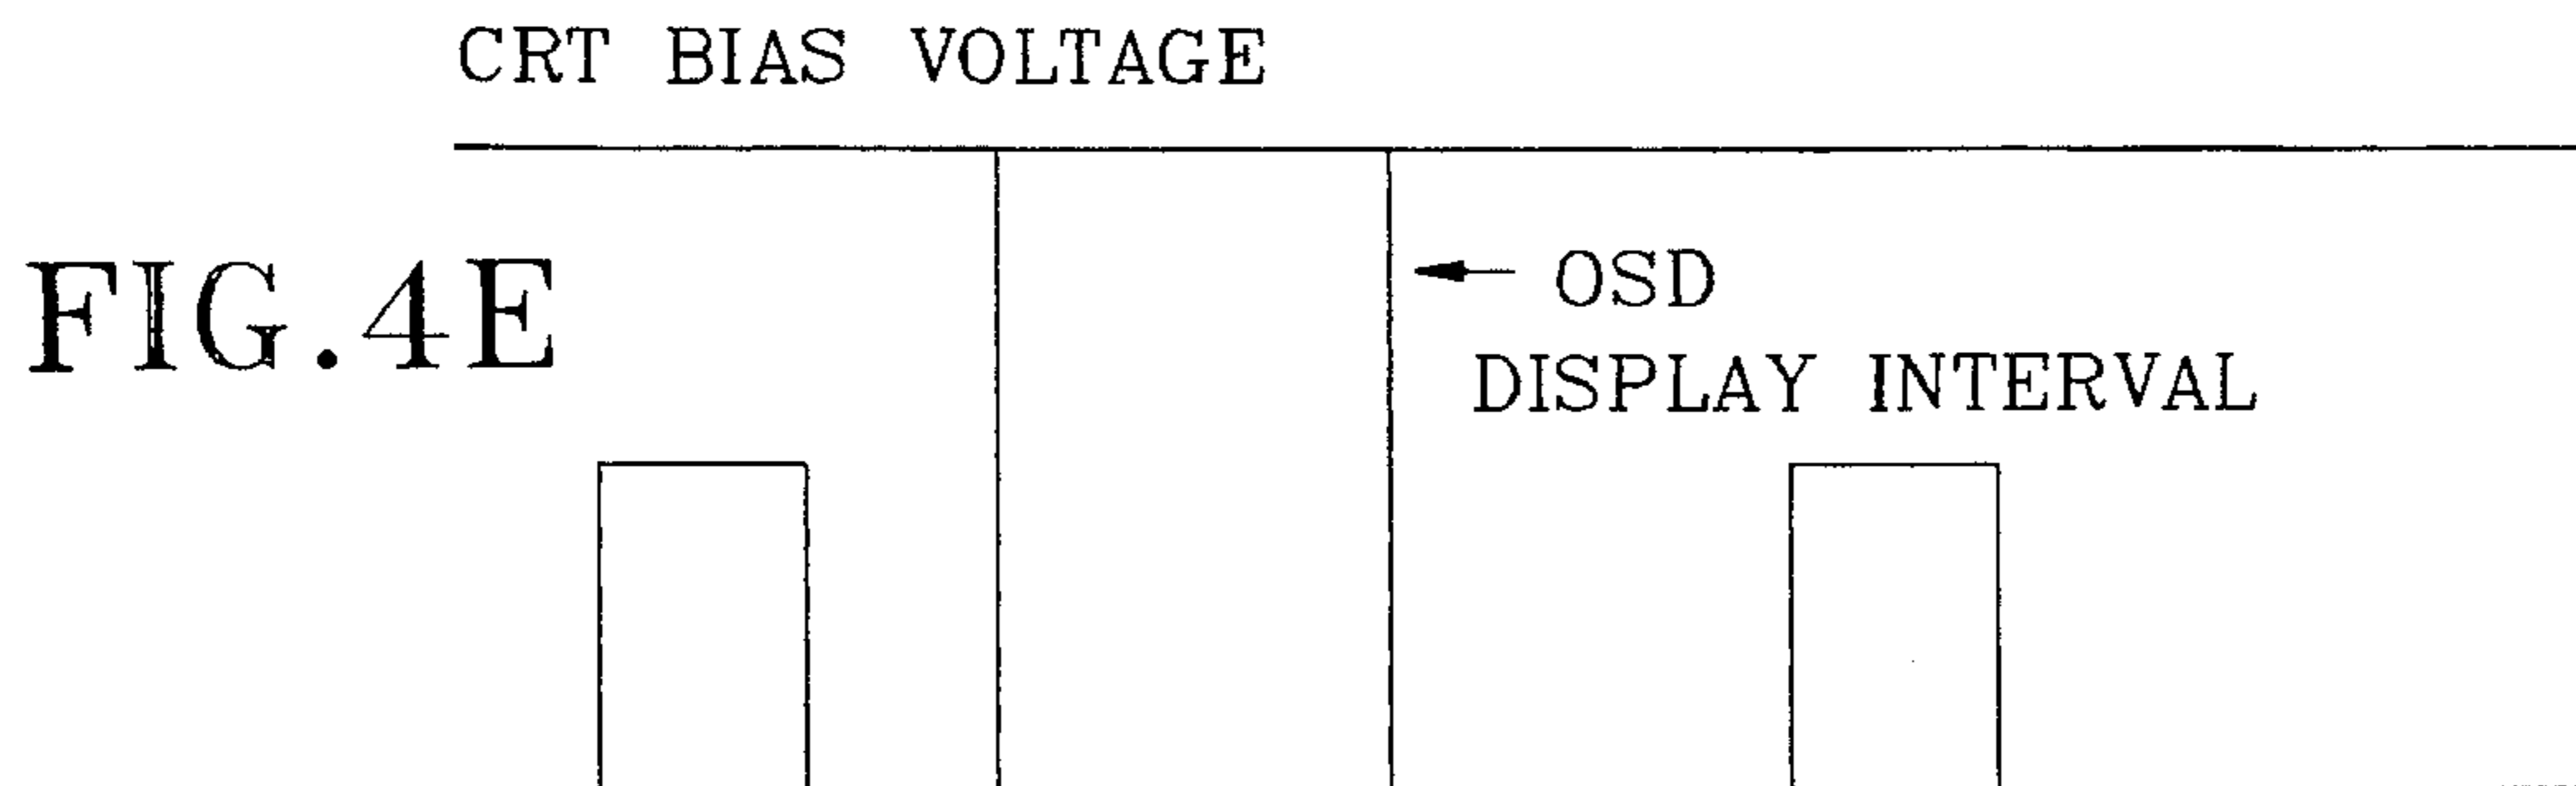 CRT BIAS VOLTAGE
FIG.4E
OSD
DISPLAY INTERVAL